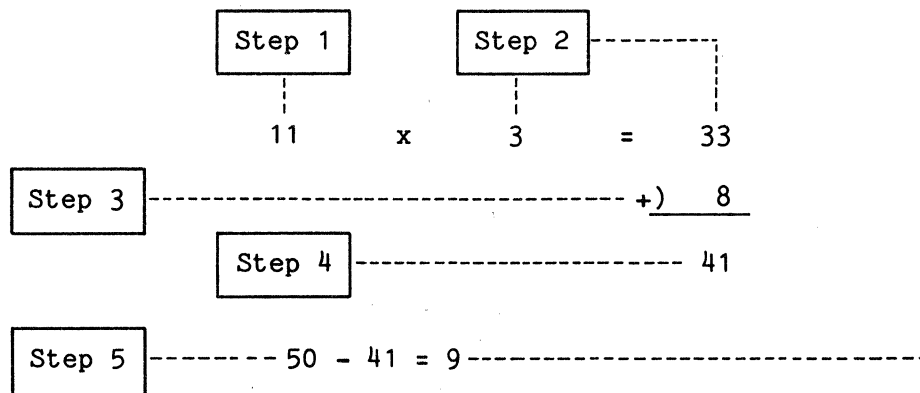 Step 1 Step 2
11 x 3 = 33
Step 3 +) 8
Step 4 41
Step 5 50 - 41 = 9